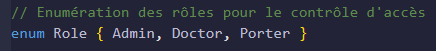 // Enumération des rôles pour le contrôle d'accès
enum Role { Admin, Doctor, Porter }